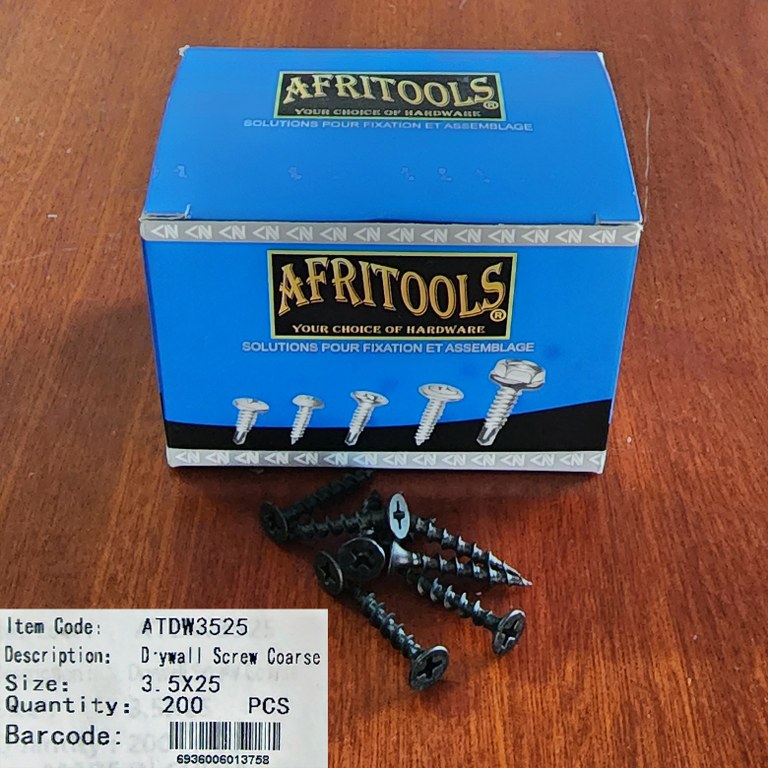 AFRITOOLS®
YOUR CHOICE OF HARDWARE
SOLUTIONS POUR FIXATION ET ASSEMBLAGE
AFRITOOLS®
YOUR CHOICE OF HARDWARE
SOLUTIONS POUR FIXATION ET ASSEMBLAGE
Item Code: ATDW3525
Description: Drywall Screw Coarse
Size: 3.5X25
Quantity: 200 PCS
Barcode:
6936006013758